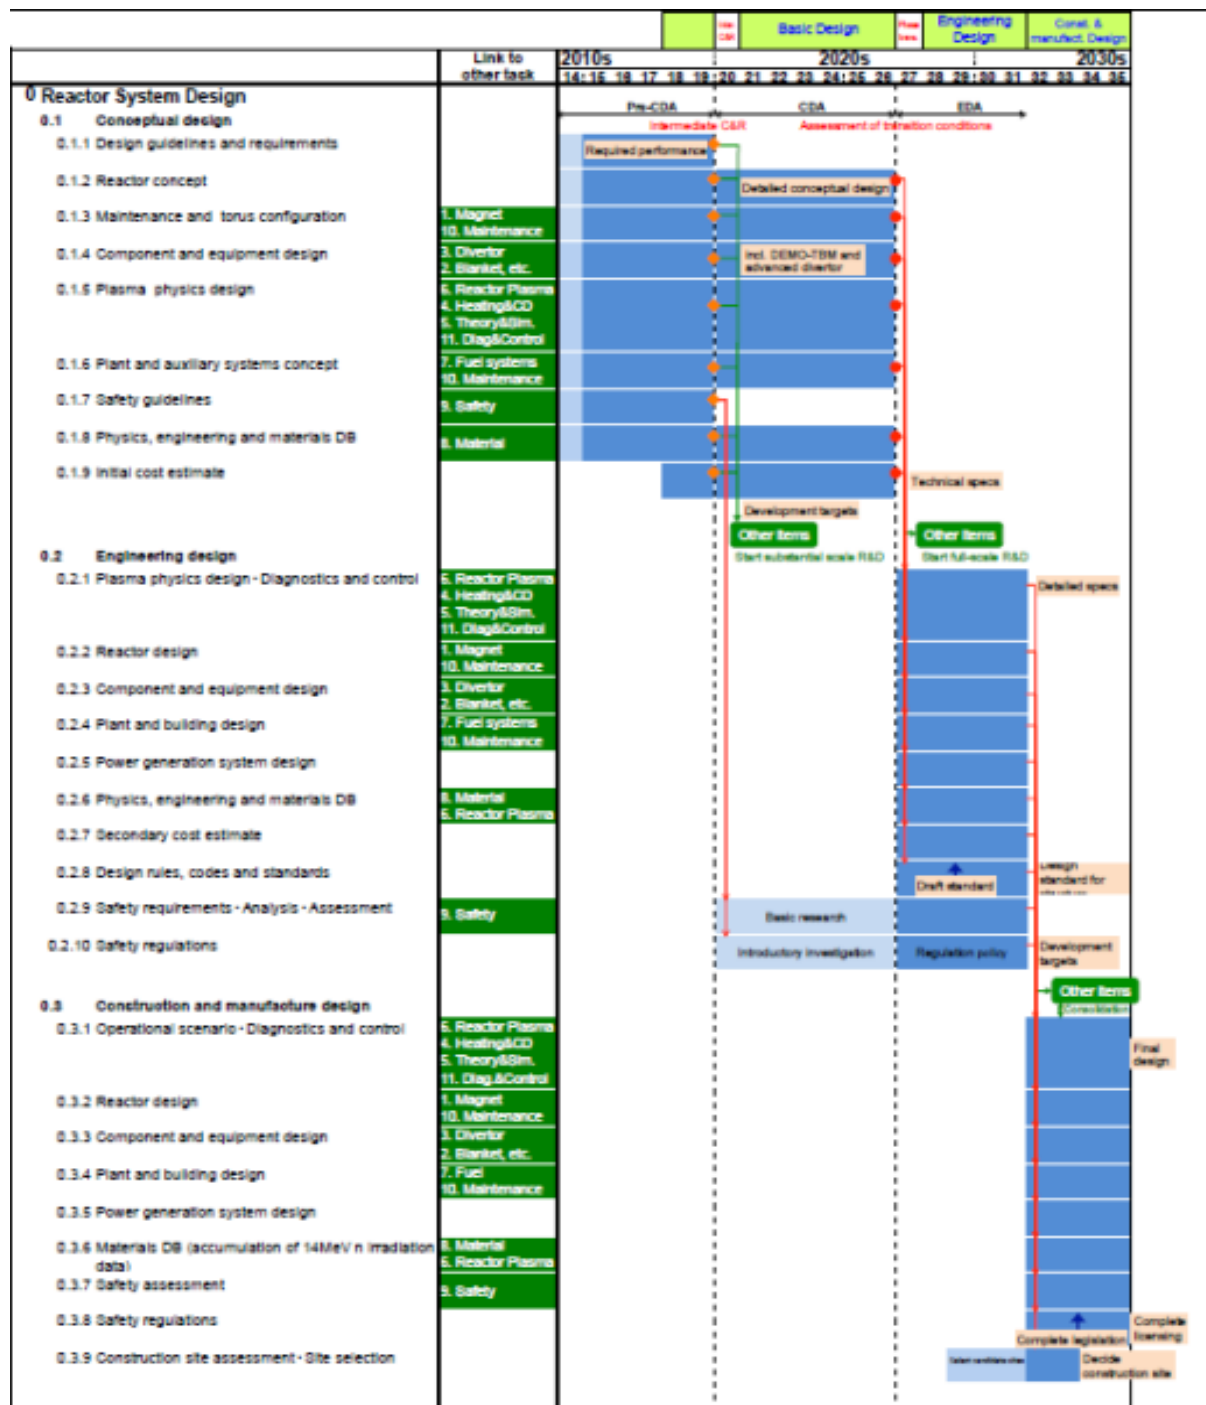 Basic Design
Engineering
Design
Const. &
manufact. Design
Link to
other task
2010s
2020s
2030s
14 15 16 17 18 19 20 21 22 23 24 25 26 27 28 29 30 31 32 33 34 35
0 Reactor System Design
Pre-CDA
CDA
EDA
0.1 Conceptual design
Intermediate C&R
Assessment of transition conditions
0.1.1 Design guidelines and requirements
Required performance
0.1.2 Reactor concept
Detailed conceptual design
0.1.3 Maintenance and torus configuration
1. Magnet
10. Maintenance
0.1.4 Component and equipment design
3. Divertor
2. Blanket, etc.
Incl. DEMO-TBM and
advanced divertor
0.1.5 Plasma physics design
6. Reactor Plasma
4. Heating&CD
5. Theory&Sim.
11. Diag&Control
0.1.6 Plant and auxiliary systems concept
7. Fuel systems
10. Maintenance
0.1.7 Safety guidelines
9. Safety
0.1.8 Physics, engineering and materials DB
8. Material
0.1.9 Initial cost estimate
Technical specs
Development targets
Other items
Other items
0.2 Engineering design
Start substantial scale R&D
Start full-scale R&D
0.2.1 Plasma physics design · Diagnostics and control
6. Reactor Plasma
4. Heating&CD
5. Theory&Sim.
11. Diag&Control
Detailed specs
0.2.2 Reactor design
1. Magnet
10. Maintenance
0.2.3 Component and equipment design
3. Divertor
2. Blanket, etc.
0.2.4 Plant and building design
7. Fuel systems
10. Maintenance
0.2.5 Power generation system design
0.2.6 Physics, engineering and materials DB
8. Material
6. Reactor Plasma
0.2.7 Secondary cost estimate
0.2.8 Design rules, codes and standards
Draft standard
Design
standard for
0.2.9 Safety requirements · Analysis · Assessment
9. Safety
Basic research
0.2.10 Safety regulations
Introductory investigation
Regulation policy
Development
targets
Other items
0.3 Construction and manufacture design
Consolidation
0.3.1 Operational scenario · Diagnostics and control
6. Reactor Plasma
4. Heating&CD
5. Theory&Sim.
11. Diag.&Control
Final
design
0.3.2 Reactor design
1. Magnet
10. Maintenance
0.3.3 Component and equipment design
3. Divertor
2. Blanket, etc.
0.3.4 Plant and building design
7. Fuel
10. Maintenance
0.3.5 Power generation system design
0.3.6 Materials DB (accumulation of 14MeV n irradiation
data)
8. Material
6. Reactor Plasma
0.3.7 Safety assessment
9. Safety
0.3.8 Safety regulations
Complete legislation
Complete
licensing
0.3.9 Construction site assessment · Site selection
Select candidate sites
Decide
construction site